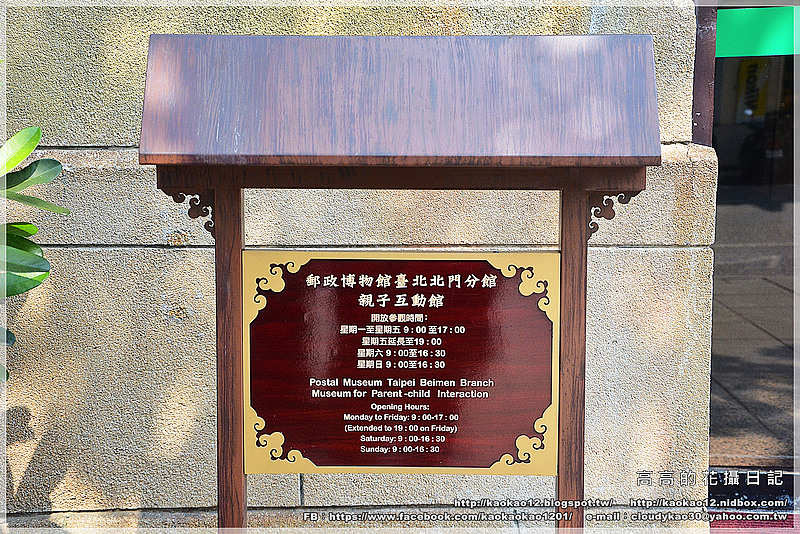 郵政博物館臺北北門分館
親子互動館
開放參觀時間:
星期一至星期五 9:00 至17:00
星期五延長至19:00
星期六 9:00至16:30
星期日 9:00至16:30
Postal Museum Taipei Beimen Branch
Museum for Parent-child Interaction
Opening Hours:
Monday to Friday: 9:00-17:00
(Extended to 19:00 on Friday)
Saturday: 9:00-16:30
Sunday: 9:00-16:30
高高的花攝日記
http://kaokao12.blogspot.tw/ http://kaokao12.nidbox.com/
FB:https://www.facebook.com/kaokaokao1201/ e-mail:cloudykao30@yahoo.com.tw